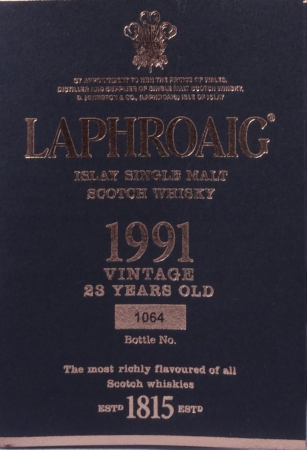 BY APPOINTMENT TO HRH THE PRINCE OF WALES,
DISTILLER AND SUPPLIER OF SINGLE MALT SCOTCH WHISKY,
D. JOHNSTON & CO., (LAPHROAIG) ISLE OF ISLAY
LAPHROAIG®
ISLAY SINGLE MALT
SCOTCH WHISKY
1991
VINTAGE
23 YEARS OLD
1064
Bottle No.
The most richly flavoured of all
Scotch whiskies
ESTD 1815 ESTD